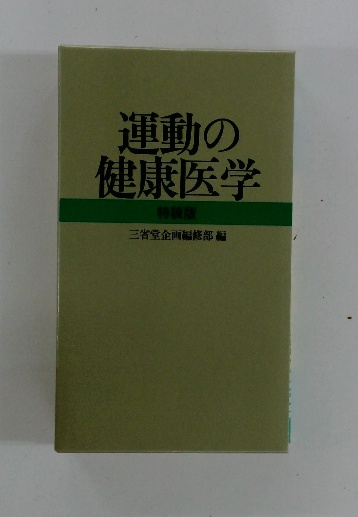 運動の
健康医学
特装版
三省堂企画編修部 編